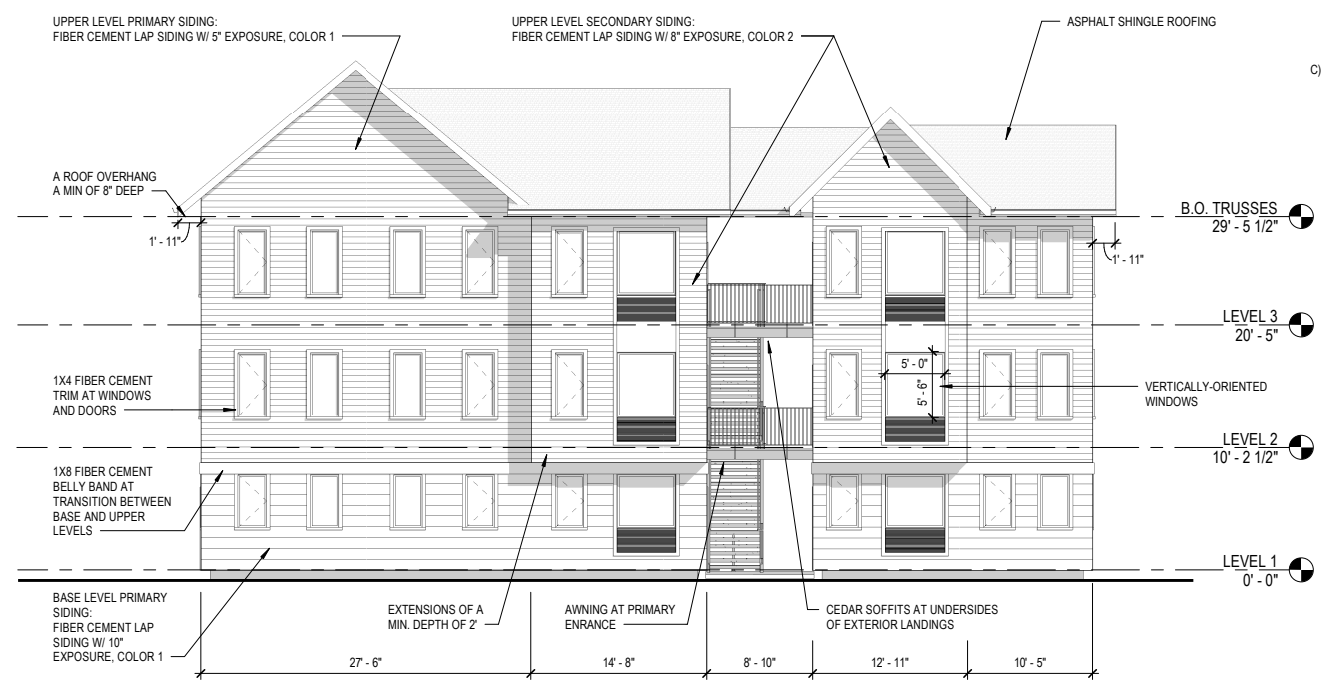 UPPER LEVEL PRIMARY SIDING:
FIBER CEMENT LAP SIDING W/ 5" EXPOSURE, COLOR 1
UPPER LEVEL SECONDARY SIDING:
FIBER CEMENT LAP SIDING W/ 8" EXPOSURE, COLOR 2
ASPHALT SHINGLE ROOFING
C)
A ROOF OVERHANG
A MIN OF 8" DEEP
1' - 11"
B.O. TRUSSES
29' - 5 1/2"
1' - 11"
LEVEL 3
20' - 5"
1X4 FIBER CEMENT
TRIM AT WINDOWS
AND DOORS
5' - 0"
5' - 6"
VERTICALLY-ORIENTED
WINDOWS
LEVEL 2
10' - 2 1/2"
1X8 FIBER CEMENT
BELLY BAND AT
TRANSITION BETWEEN
BASE AND UPPER
LEVELS
LEVEL 1
0' - 0"
BASE LEVEL PRIMARY
SIDING:
FIBER CEMENT LAP
SIDING W/ 10"
EXPOSURE, COLOR 1
EXTENSIONS OF A
MIN. DEPTH OF 2'
AWNING AT PRIMARY
ENRANCE
CEDAR SOFFITS AT UNDERSIDES
OF EXTERIOR LANDINGS
27' - 6"
14' - 8"
8' - 10"
12' - 11"
10' - 5"